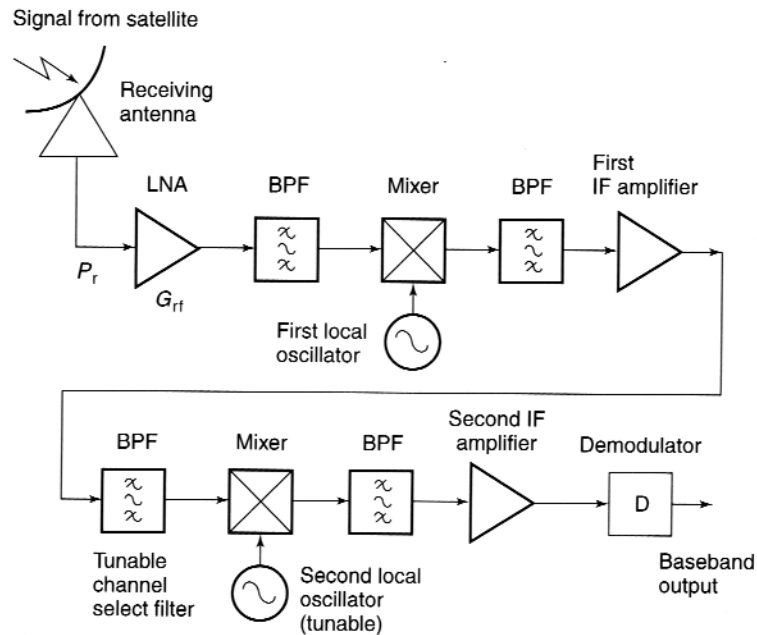 Signal from satellite
Receiving
antenna
LNA
BPF
Mixer
BPF
First
IF amplifier
Pr
Grf
First local
oscillator
BPF
Mixer
BPF
Second IF
amplifier
Demodulator
D
Tunable
channel
select filter
Second local
oscillator
(tunable)
Baseband
output